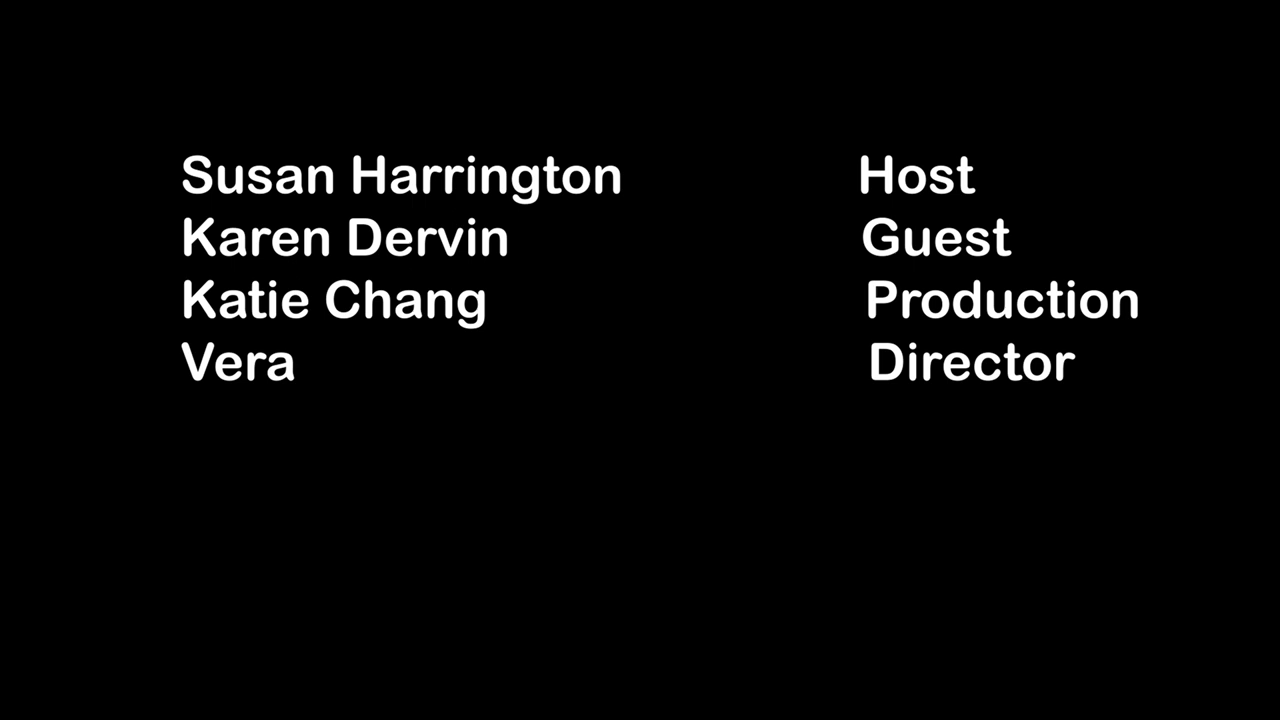 Susan Harrington Host
Karen Dervin Guest
Katie Chang Production
Vera Director